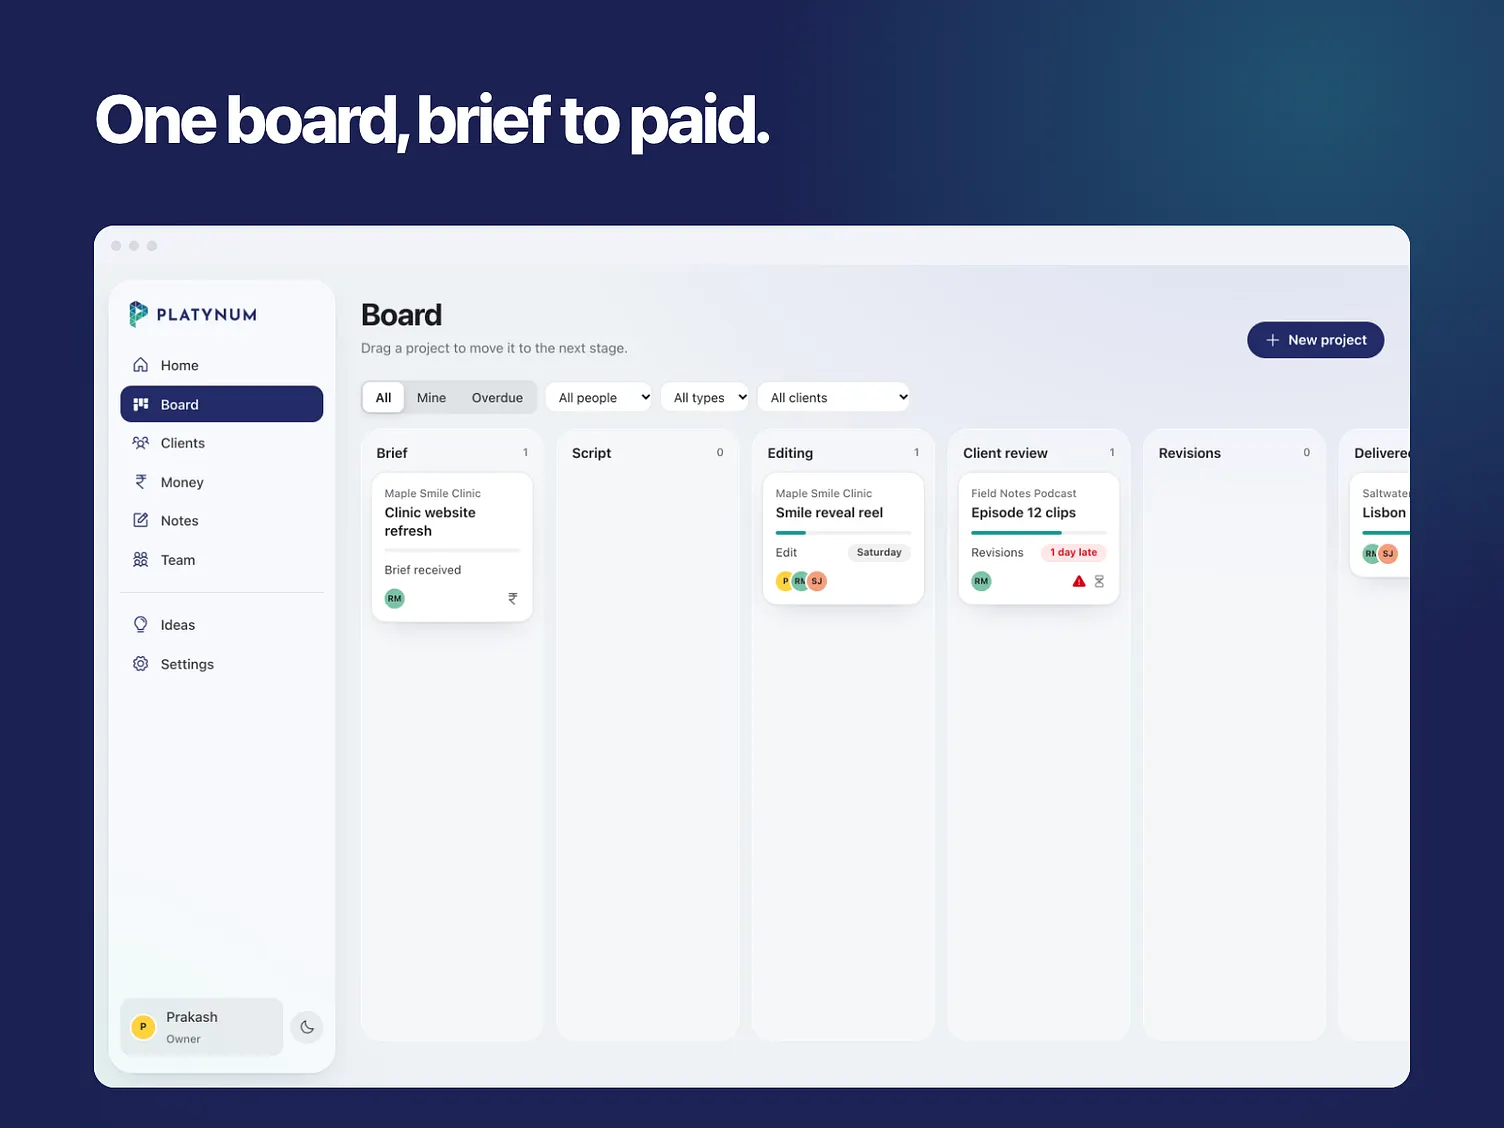 One board, brief to paid.
PLATYNUM
Home
Board
Clients
Money
Notes
Team
Ideas
Settings
P
Prakash
Owner
Board
Drag a project to move it to the next stage.
+ New project
All
Mine
Overdue
All people
All types
All clients
Brief 1
Maple Smile Clinic
Clinic website
refresh
Brief received
RM
₹
Script 0
Editing 1
Maple Smile Clinic
Smile reveal reel
Edit
Saturday
P RM SJ
Client review 1
Field Notes Podcast
Episode 12 clips
Revisions
1 day late
RM
Revisions 0
Delivered
Saltwater
Lisbon
RM SJ